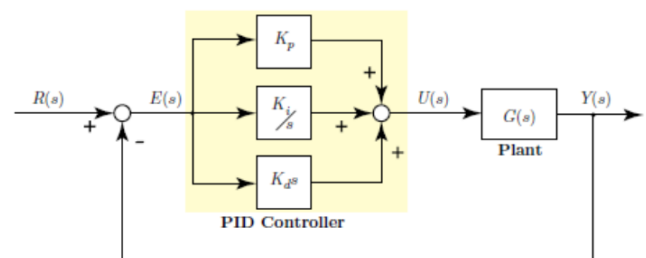 K_p
R(s) E(s) K_i/s U(s) G(s) Y(s)
+ + + + -
+
Plant
K_d s
PID Controller